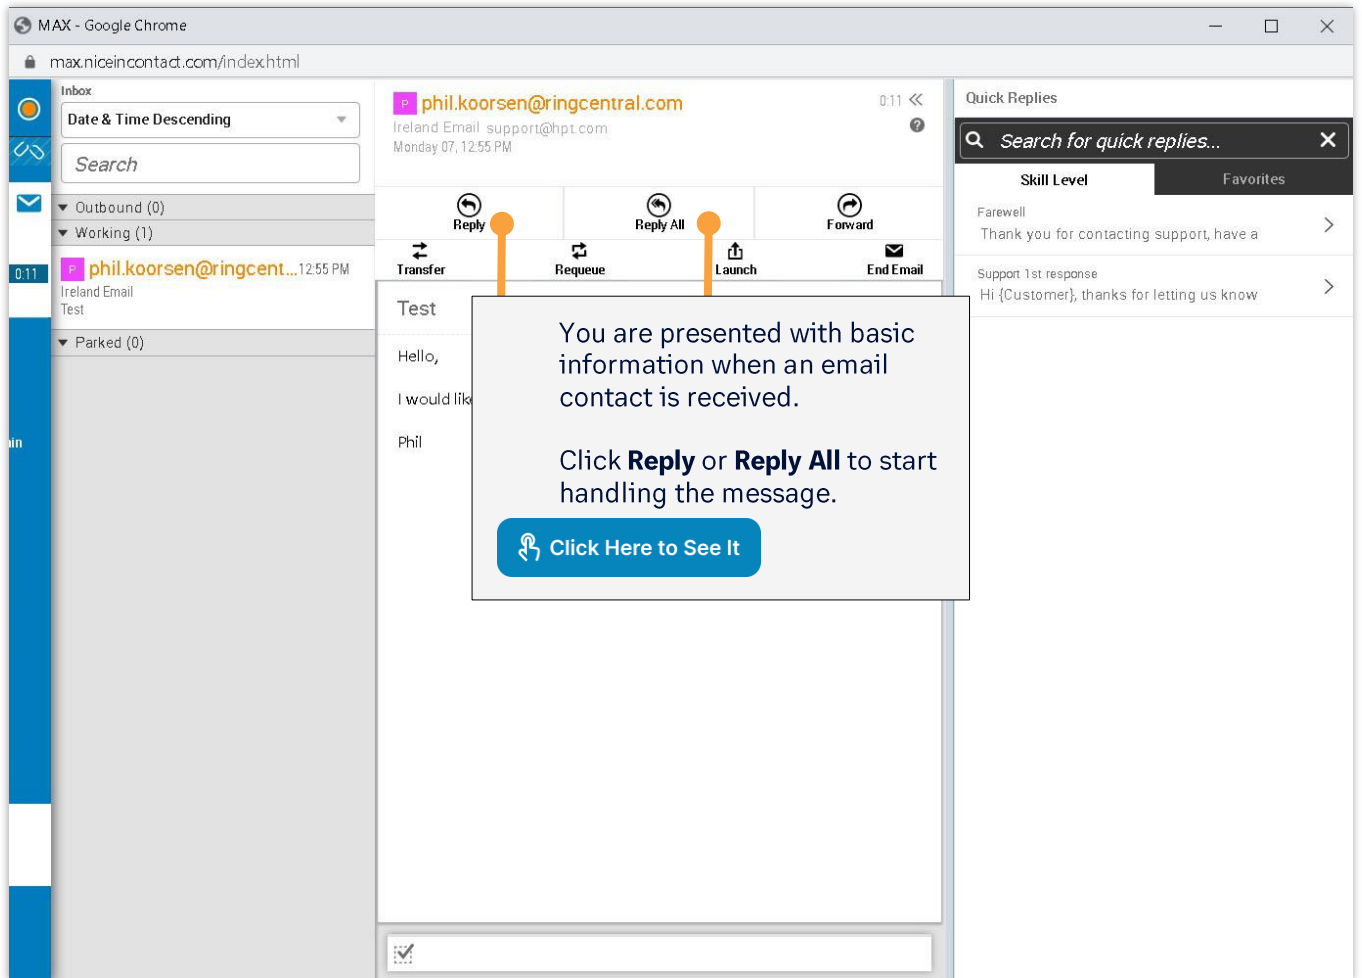 MAX - Google Chrome
max.niceincontact.com/index.html
Inbox
Date & Time Descending
Search
Outbound (0)
Working (1)
0:11
P phil.koorsen@ringcent... 12:55 PM
Ireland Email
Test
Parked (0)
in
P phil.koorsen@ringcentral.com
0:11
Ireland Email support@hpt.com
Monday 07, 12:55 PM
Reply
Reply All
Forward
Transfer
Requeue
Launch
End Email
Test
Hello,
I would like
Phil
You are presented with basic
information when an email
contact is received.
Click Reply or Reply All to start
handling the message.
Click Here to See It
Quick Replies
Search for quick replies...
Skill Level
Favorites
Farewell
Thank you for contacting support, have a
Support 1st response
Hi {Customer}, thanks for letting us know